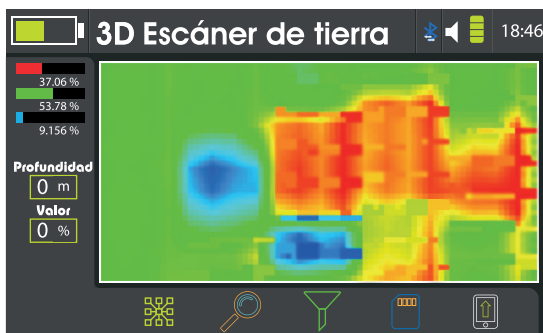 3D Escáner de tierra
18:46
37.06 %
53.78 %
9.156 %
Profundidad
0 m
Valor
0 %